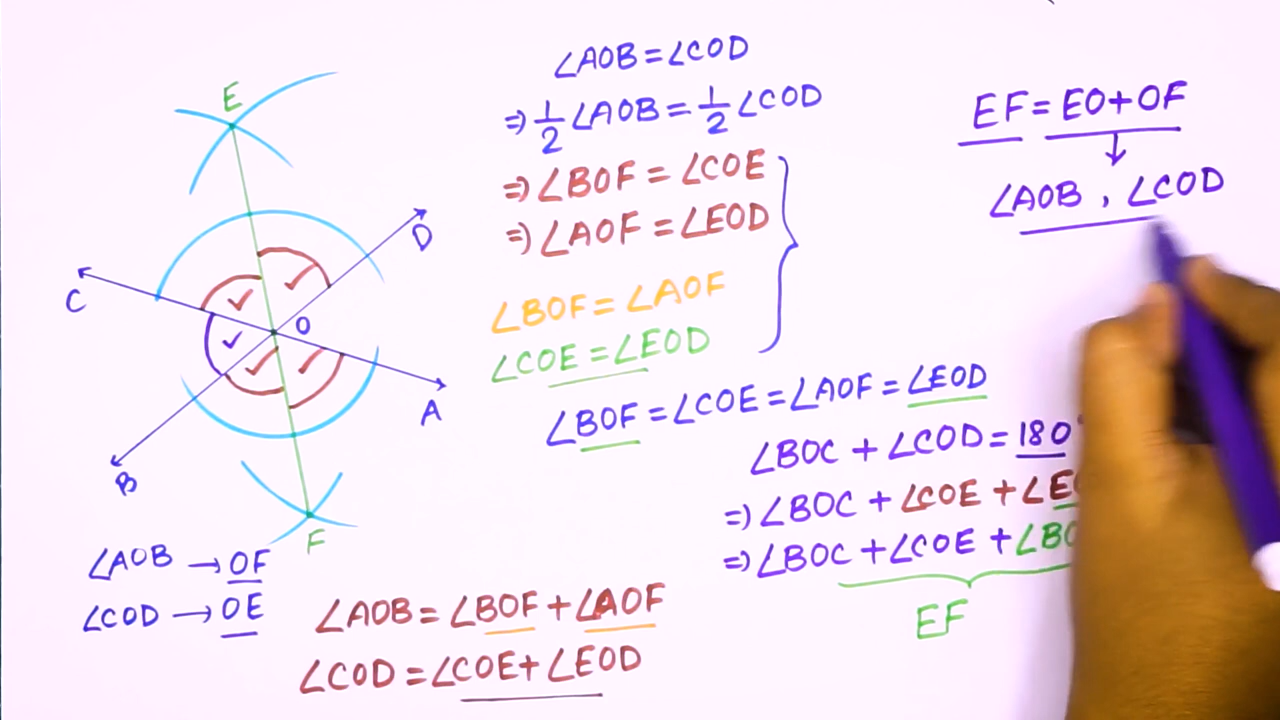 E
D
C
O
A
B
F
∠AOB → OF
∠COD → OE
∠AOB = ∠COD
⇒ 1/2 ∠AOB = 1/2 ∠COD
⇒ ∠BOF = ∠COE
⇒ ∠AOF = ∠EOD
∠BOF = ∠AOF
∠COE = ∠EOD
∠BOF = ∠COE = ∠AOF = ∠EOD
∠BOC + ∠COD = 180°
⇒ ∠BOC + ∠COE + ∠E
⇒ ∠BOC + ∠COE + ∠BO
EF
∠AOB = ∠BOF + ∠AOF
∠COD = ∠COE + ∠EOD
EF = EO + OF
↓
∠AOB , ∠COD